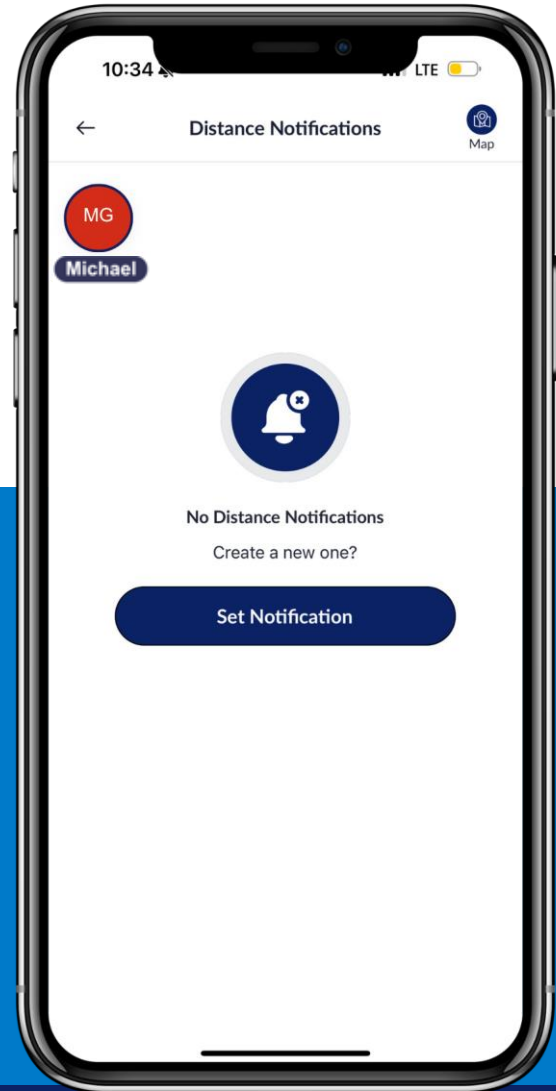 10:34
LTE
Distance Notifications
Map
MG
Michael
No Distance Notifications
Create a new one?
Set Notification